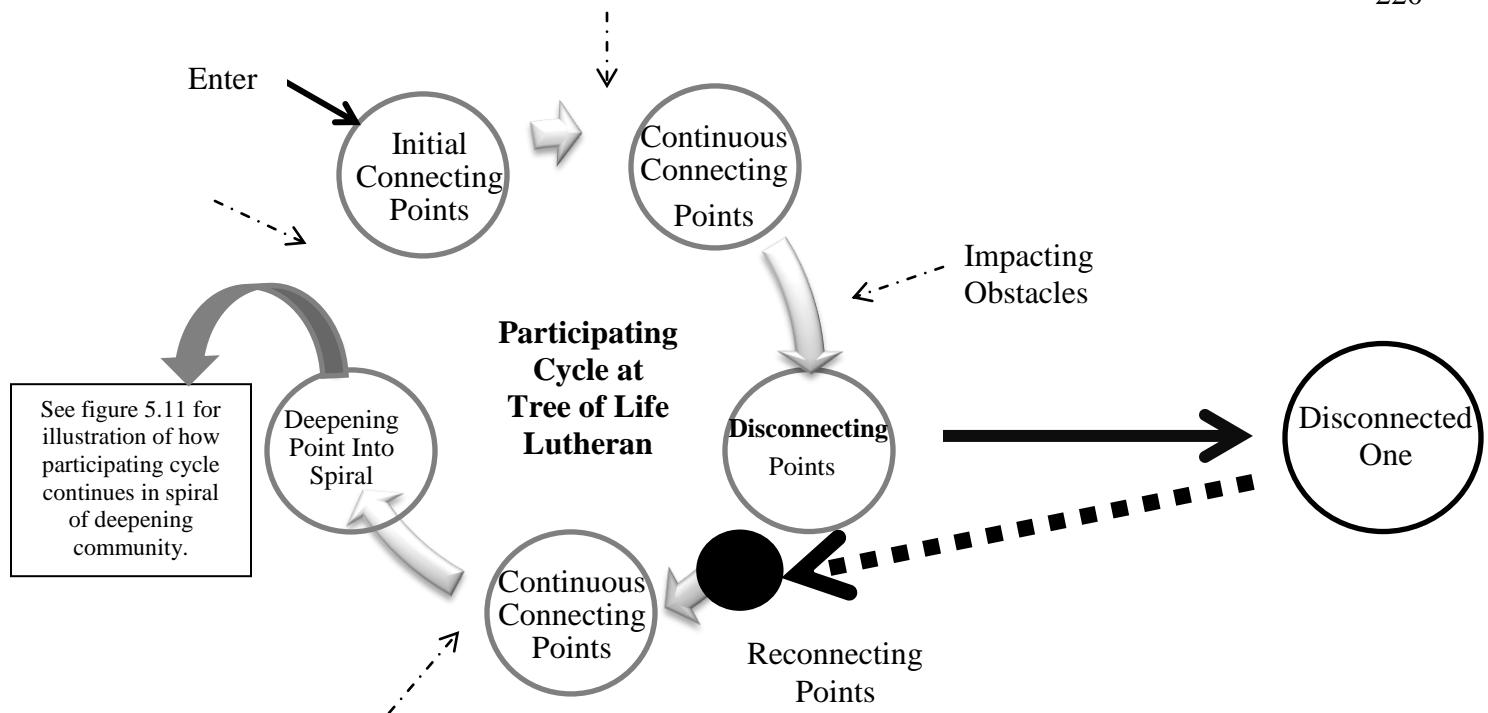 Enter
Initial
Connecting
Points
Continuous
Connecting
Points
Impacting
Obstacles
Participating
Cycle at
Tree of Life
Lutheran
See figure 5.11 for
illustration of how
participating cycle
continues in spiral
of deepening
community.
Deepening
Point Into
Spiral
Disconnecting
Points
Disconnected
One
Continuous
Connecting
Points
Reconnecting
Points